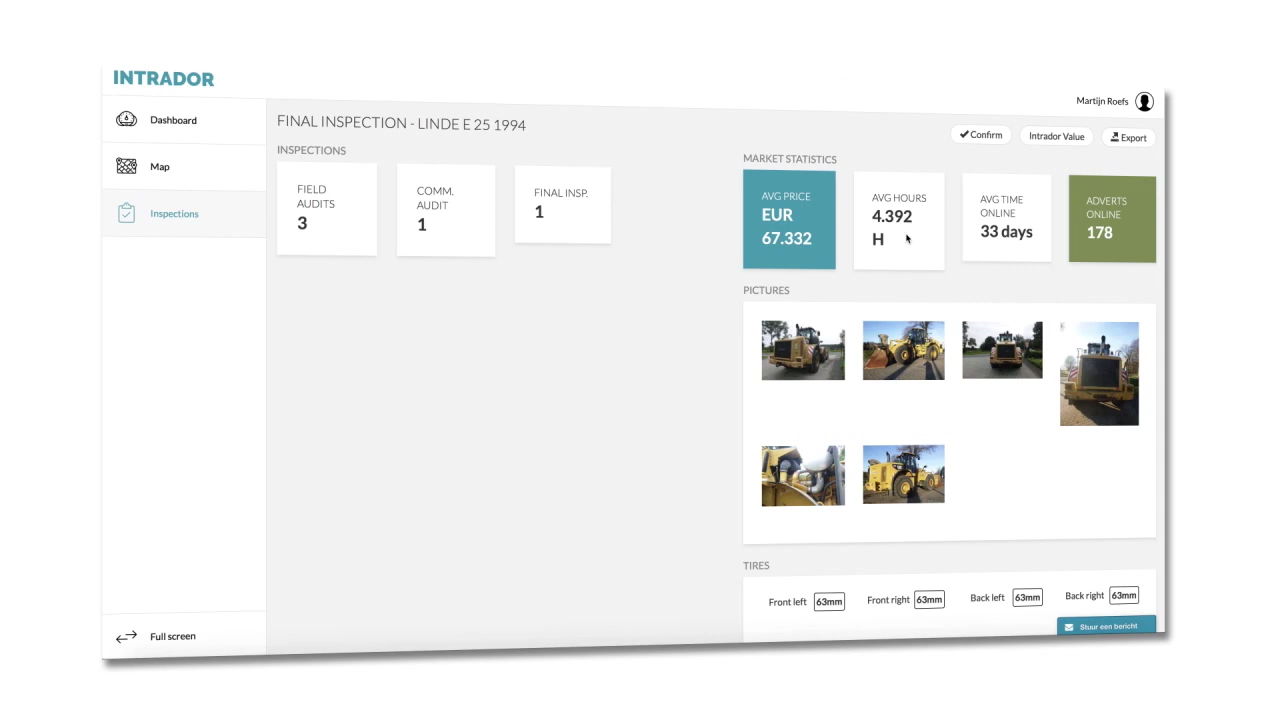 INTRADOR
Martijn Roefs
Dashboard
Map
Inspections
Full screen
FINAL INSPECTION - LINDE E 25 1994
Confirm
Intrador Value
Export
INSPECTIONS
FIELD
AUDITS
3
COMM.
AUDIT
1
FINAL INSP.
1
MARKET STATISTICS
AVG PRICE
EUR
67.332
AVG HOURS
4.392
H
AVG TIME
ONLINE
33 days
ADVERTS
ONLINE
178
PICTURES
TIRES
Front left 63mm
Front right 63mm
Back left 63mm
Back right 63mm
Stuur een bericht